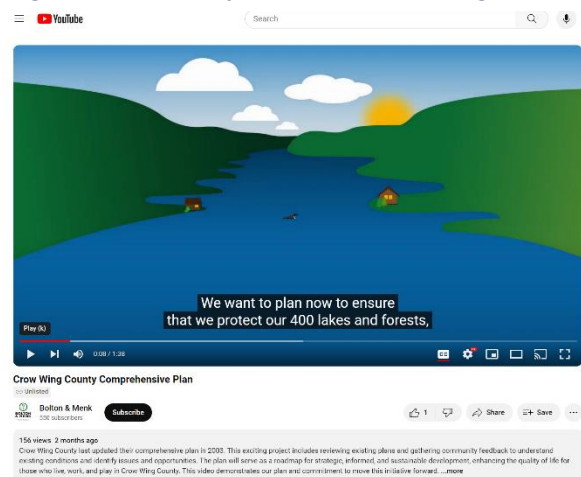 YouTube
Search
We want to plan now to ensure
that we protect our 400 lakes and forests,
Play (k)
0:08 / 1:38
Crow Wing County Comprehensive Plan
Unlisted
Bolton & Menk
subscribers
Subscribe
1
Share
Save
156 views 2 months ago
Crow Wing County last updated their comprehensive plan in 2003. This exciting project includes reviewing existing plans and gathering community feedback to understand
existing conditions and identify issues and opportunities. The plan will serve as a roadmap for strategic, informed, and sustainable development, enhancing the quality of life for
those who live, work, and play in Crow Wing County. This video demonstrates our plan and commitment to move this initiative forward. ...more